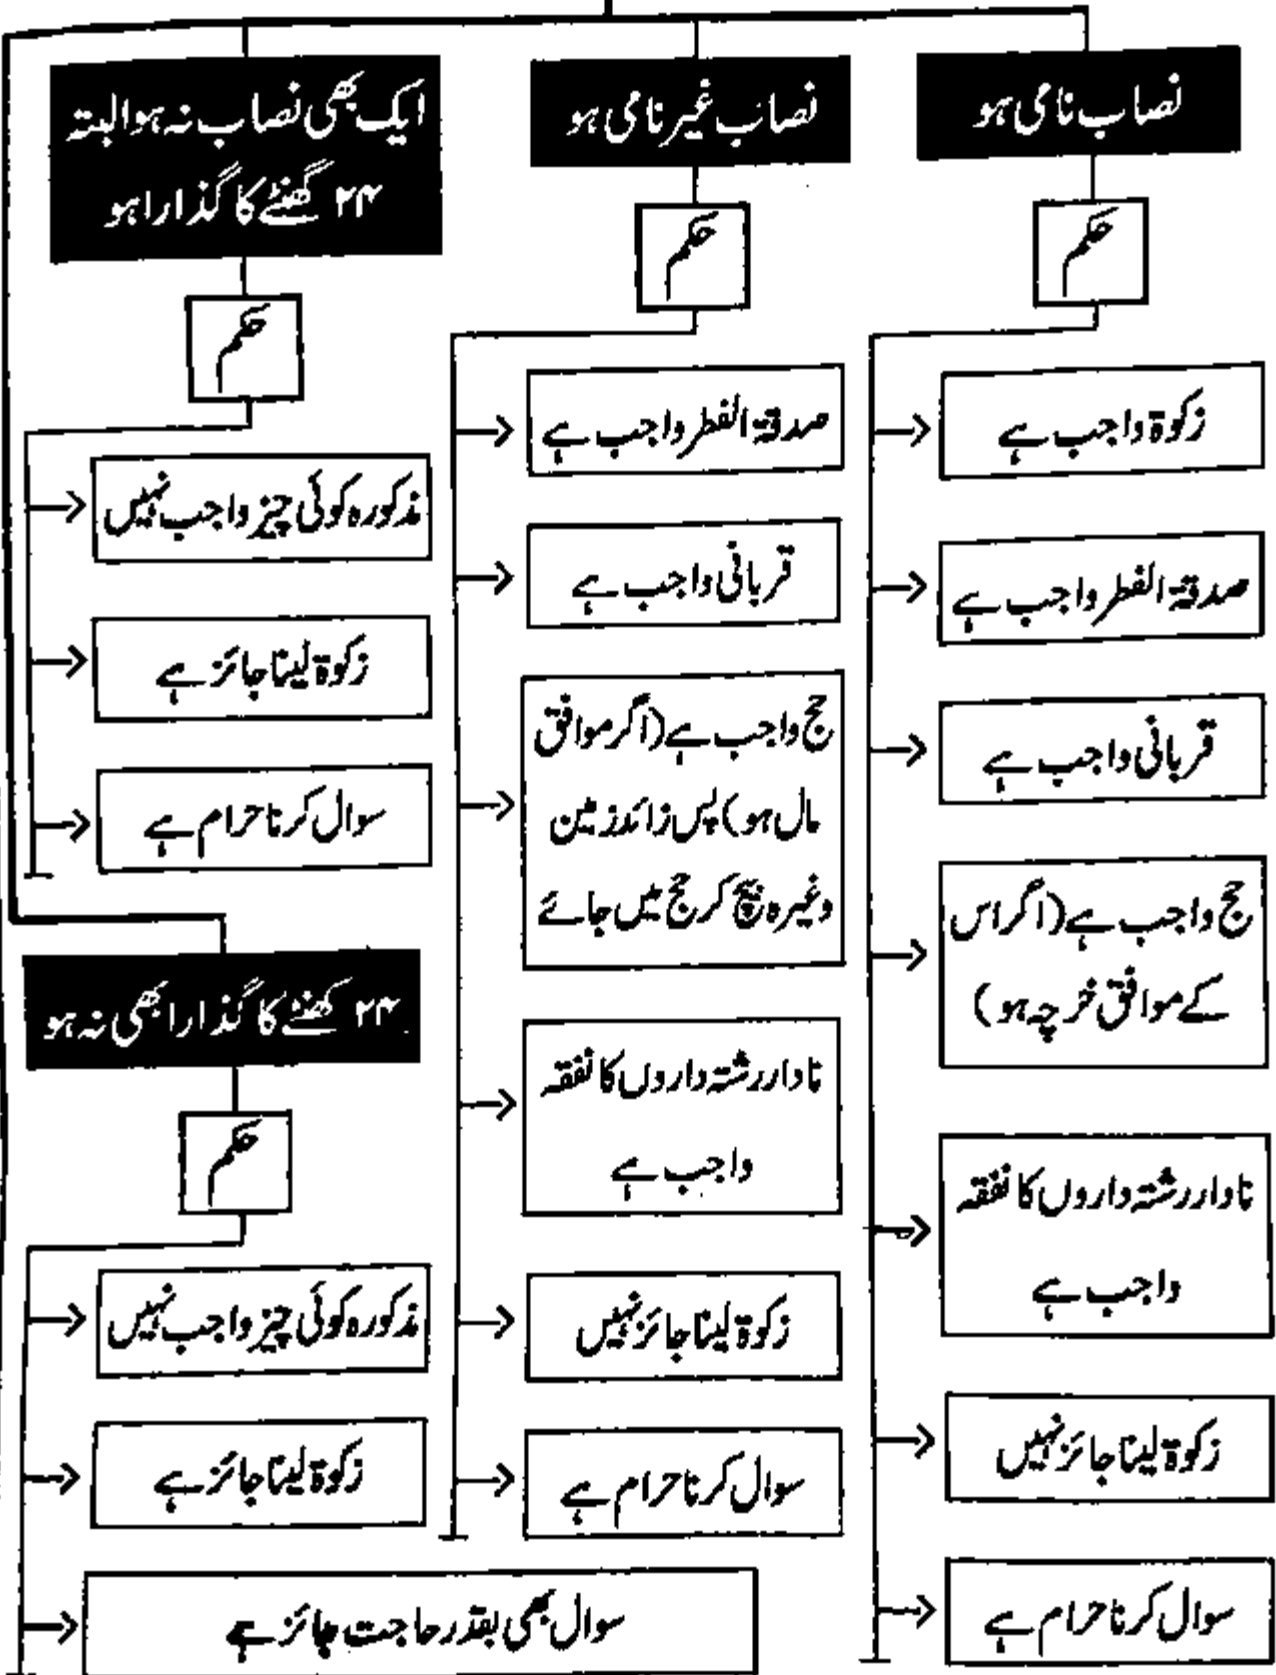 نصاب نامی ہو
حکم
زکوۃ واجب ہے
صدقۃ الفطر واجب ہے
قربانی واجب ہے
حج واجب ہے (اگر اس
کے موافق خرچہ ہو)
نادار رشتہ داروں کا نفقہ
واجب ہے
زکوۃ لینا جائز نہیں
سوال کرنا حرام ہے
نصاب غیر نامی ہو
حکم
صدقۃ الفطر واجب ہے
قربانی واجب ہے
حج واجب ہے (اگر موافق
مال ہو) پس زائد زمین
وغیرہ بیچ کر حج میں جائے
نادار رشتہ داروں کا نفقہ
واجب ہے
زکوۃ لینا جائز نہیں
سوال کرنا حرام ہے
ایک بھی نصاب نہ ہو البتہ
۲۴ گھنٹے کا گذارا ہو
حکم
مذکورہ کوئی چیز واجب نہیں
زکوۃ لینا جائز ہے
سوال کرنا حرام ہے
۲۴ گھنٹے کا گذارا بھی نہ ہو
حکم
مذکورہ کوئی چیز واجب نہیں
زکوۃ لینا جائز ہے
سوال بھی بقدر حاجت جائز ہے